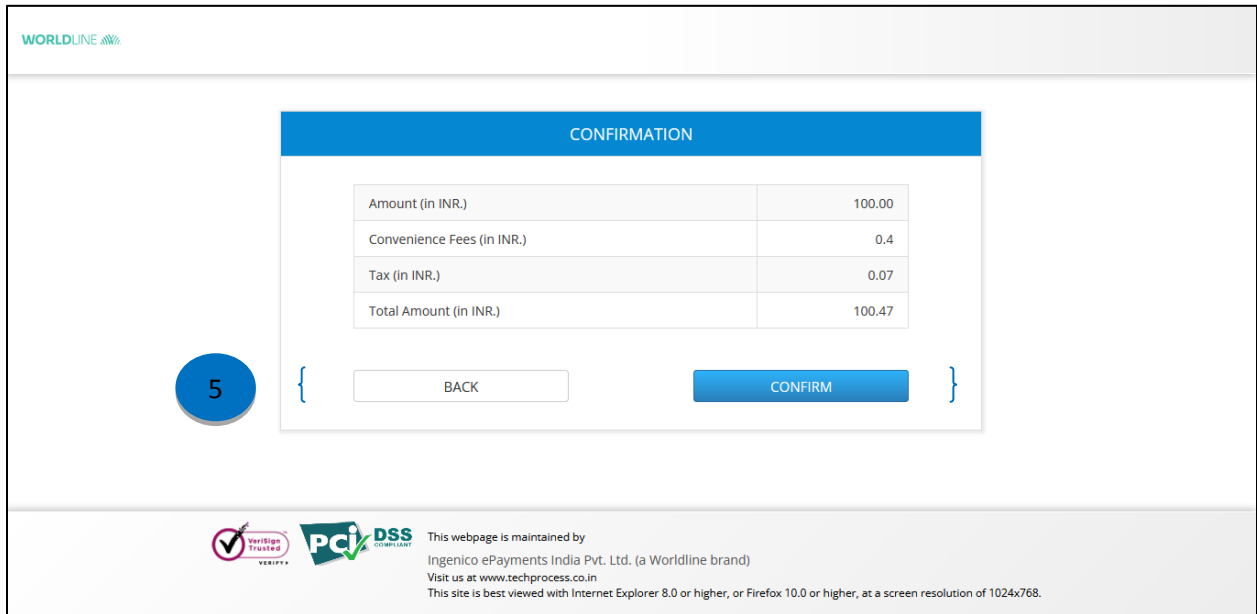 WORLDLINE
CONFIRMATION
Amount (in INR.) 100.00
Convenience Fees (in INR.) 0.4
Tax (in INR.) 0.07
Total Amount (in INR.) 100.47
5 { BACK CONFIRM }
VeriSign
Trusted
VERIFY
PCI DSS
COMPLIANT
This webpage is maintained by
Ingenico ePayments India Pvt. Ltd. (a Worldline brand)
Visit us at www.techprocess.co.in
This site is best viewed with Internet Explorer 8.0 or higher, or Firefox 10.0 or higher, at a screen resolution of 1024x768.